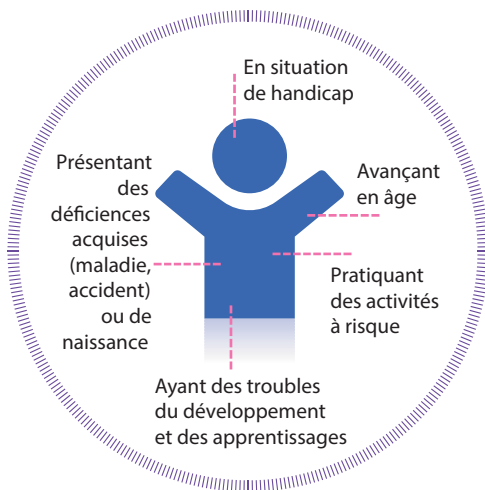 En situation
de handicap
Présentant
des
déficiences
acquises
(maladie,
accident)
ou de
naissance
Avançant
en âge
Pratiquant
des activités
à risque
Ayant des troubles
du développement
et des apprentissages